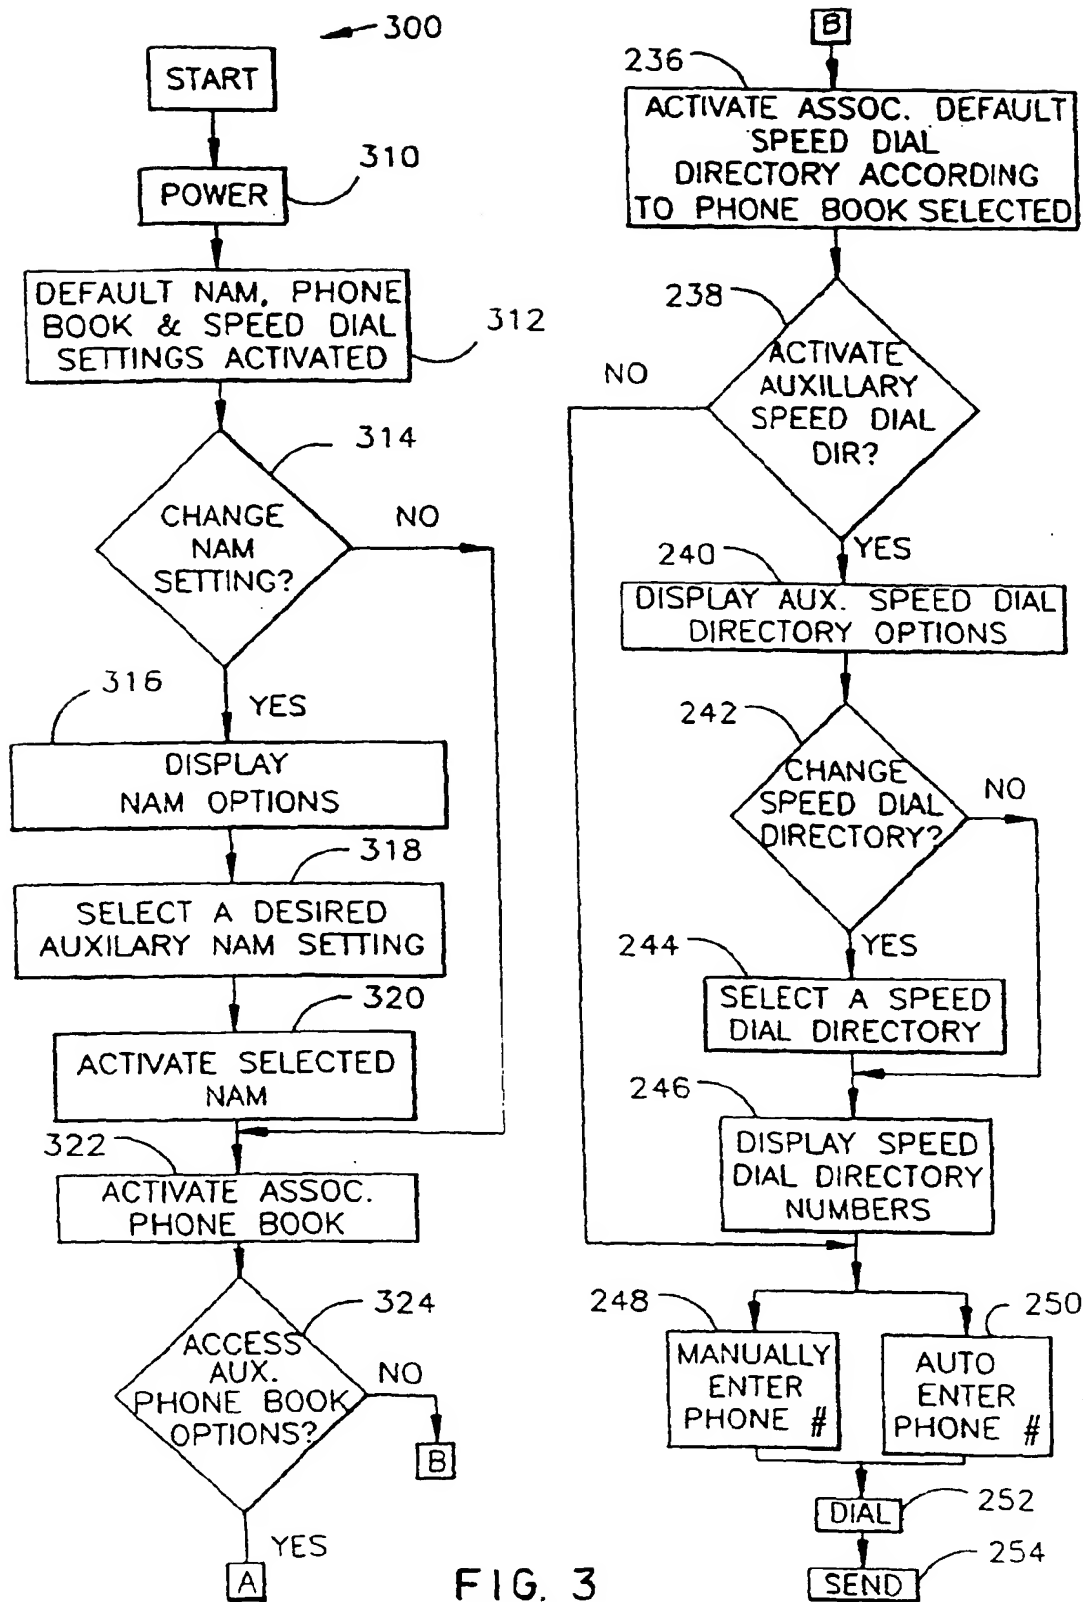 300
START
310
POWER
DEFAULT NAM, PHONE
BOOK & SPEED DIAL
SETTINGS ACTIVATED
312
314
CHANGE
NAM
SETTING?
NO
316
YES
DISPLAY
NAM OPTIONS
318
SELECT A DESIRED
AUXILARY NAM SETTING
320
ACTIVATE SELECTED
NAM
322
ACTIVATE ASSOC.
PHONE BOOK
324
ACCESS
AUX.
PHONE BOOK
OPTIONS?
NO
B
YES
A
B
236
ACTIVATE ASSOC. DEFAULT
SPEED DIAL
DIRECTORY ACCORDING
TO PHONE BOOK SELECTED
238
NO
ACTIVATE
AUXILLARY
SPEED DIAL
DIR?
240
YES
DISPLAY AUX. SPEED DIAL
DIRECTORY OPTIONS
242
CHANGE
SPEED DIAL
DIRECTORY?
NO
244
YES
SELECT A SPEED
DIAL DIRECTORY
246
DISPLAY SPEED
DIAL DIRECTORY
NUMBERS
248
MANUALLY
ENTER
PHONE #
250
AUTO
ENTER
PHONE #
DIAL
252
SEND
254
FIG. 3